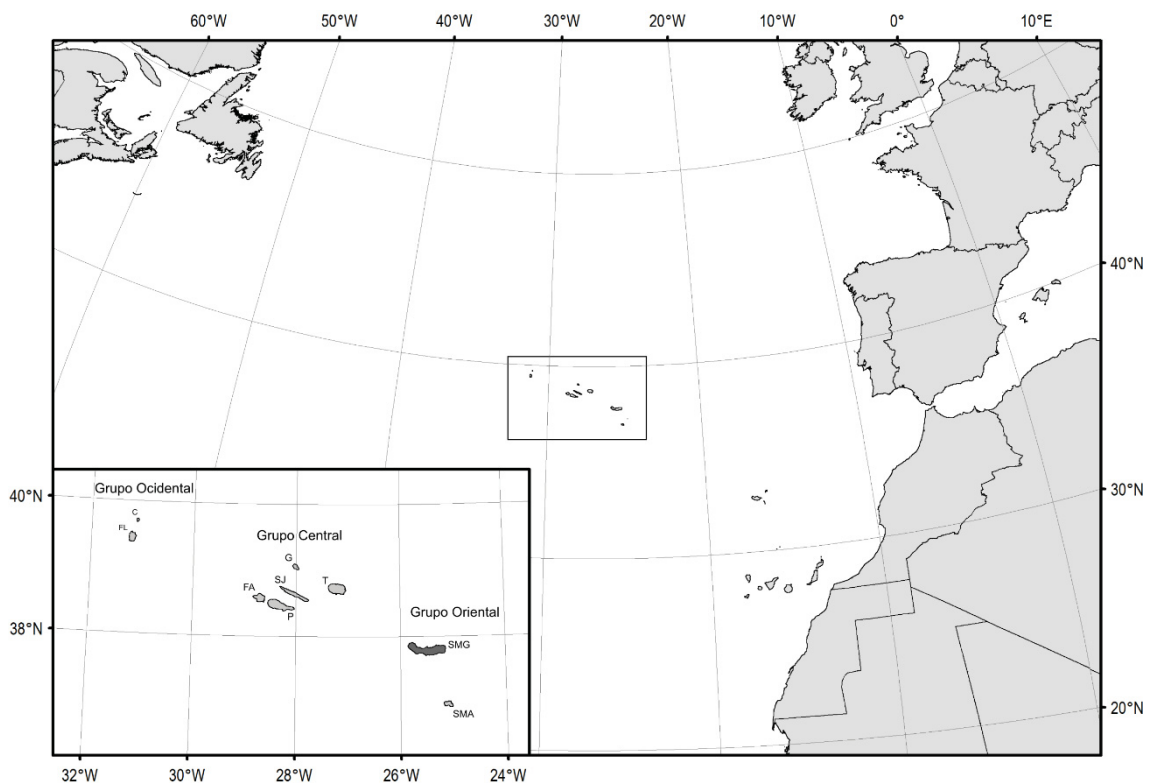 60°W 50°W 40°W 30°W 20°W 10°W 0° 10°E
40°N
30°N
20°N
Grupo Ocidental
C
FL
Grupo Central
G
SJ
T
FA
P
Grupo Oriental
SMG
SMA
40°N
38°N
32°W 30°W 28°W 26°W 24°W